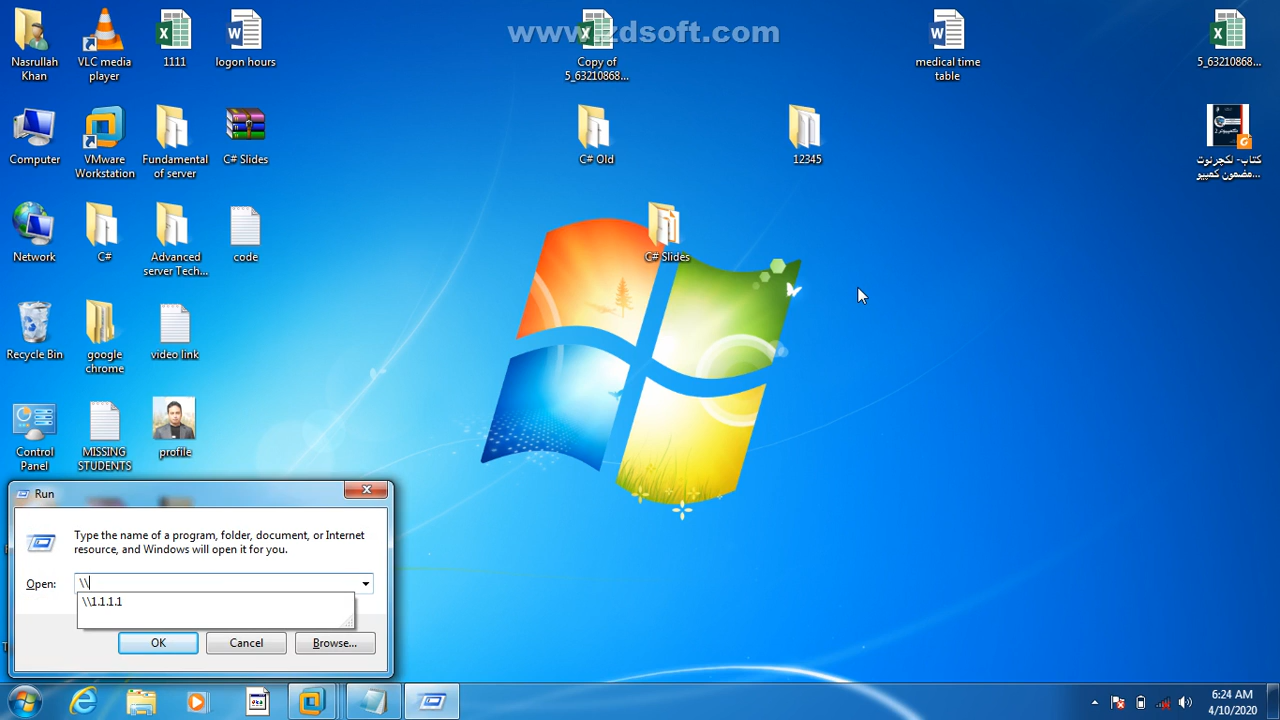 www.zdsoft.com
Nasrullah
Khan
VLC media
player
1111
logon hours
Copy of
5_63210868...
medical time
table
5_63210868...
Computer
VMware
Workstation
Fundamental
of server
C# Slides
C# Old
12345
کتاب- لکچرنوت
مضمون کمپیو...
Network
C#
Advanced
server Tech...
code
C# Slides
Recycle Bin
google
chrome
video link
Control
Panel
MISSING
STUDENTS
profile
Run
Type the name of a program, folder, document, or Internet
resource, and Windows will open it for you.
Open:
\\
\\1.1.1.1
OK
Cancel
Browse...
6:24 AM
4/10/2020